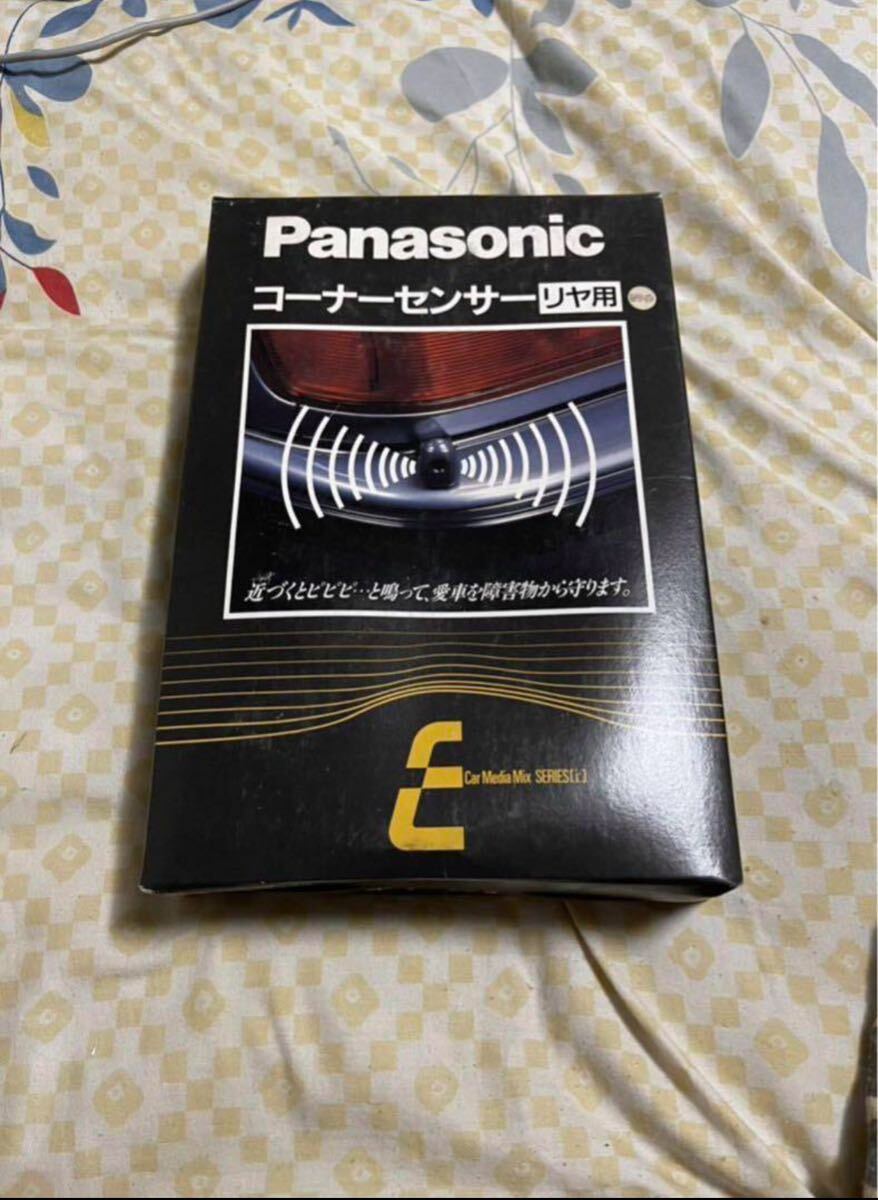 Panasonic
コーナーセンサー リヤ用
近づくとピピピ…と鳴って、愛車を障害物から守ります。
Car Media Mix SERIES